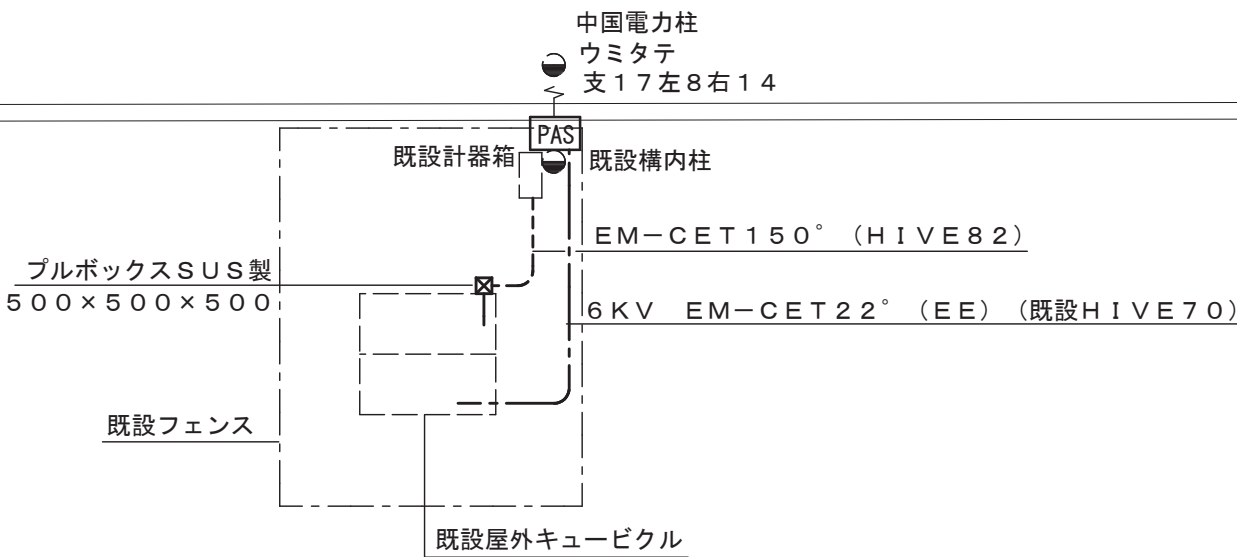 中国電力柱
ウミタテ
支17左8右14
PAS
既設計器箱
既設構内柱
EM-CET150°(HIVE82)
プルボックスSUS製
500×500×500
6KV EM-CET22°(EE)(既設HIVE70)
既設フェンス
既設屋外キュービクル